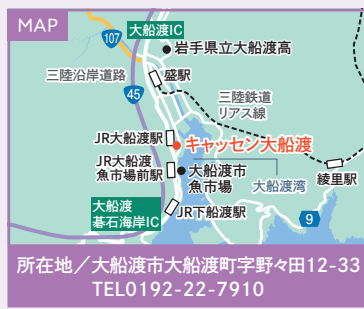 MAP
大船渡IC
107
岩手県立大船渡高
三陸沿岸道路
盛駅
45
三陸鉄道
リアス線
JR大船渡駅
キャッセン大船渡
JR大船渡
魚市場前駅
大船渡市
魚市場
大船渡湾
綾里駅
大船渡
碁石海岸IC
JR下船渡駅
9
所在地／大船渡市大船渡町字野々田12-33
TEL0192-22-7910